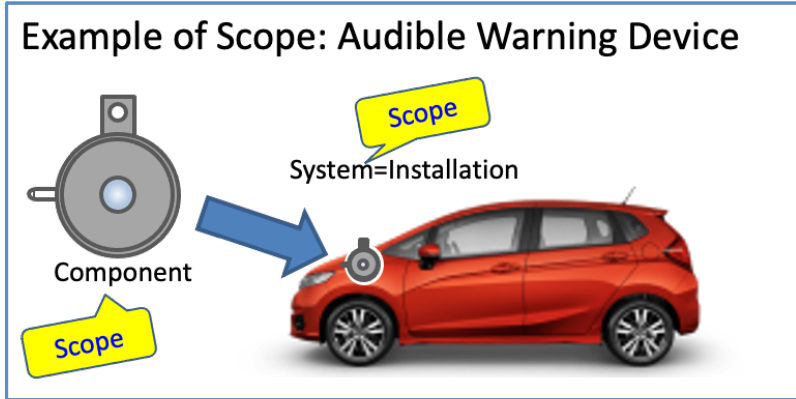 Example of Scope: Audible Warning Device
Scope
System=Installation
Component
Scope